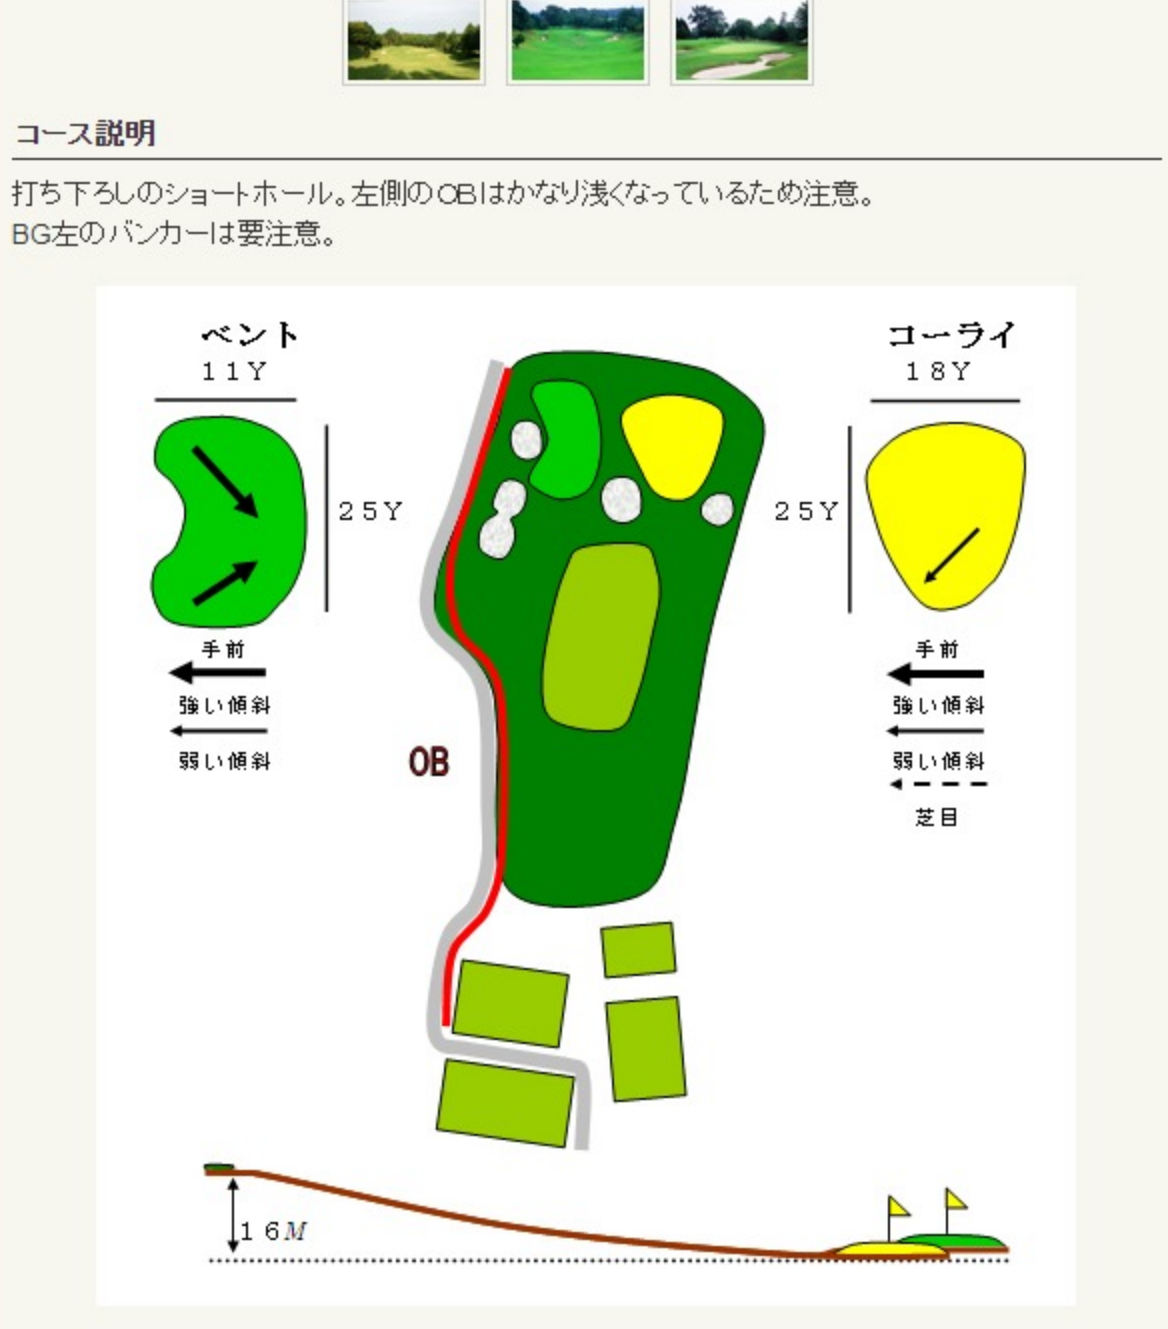 コース説明
打ち下ろしのショートホール。左側のOBはかなり浅くなっているため注意。
BG左のバンカーは要注意。
ベント
11Y
25Y
手前
強い傾斜
弱い傾斜
コーライ
18Y
25Y
手前
強い傾斜
弱い傾斜
芝目
OB
16M